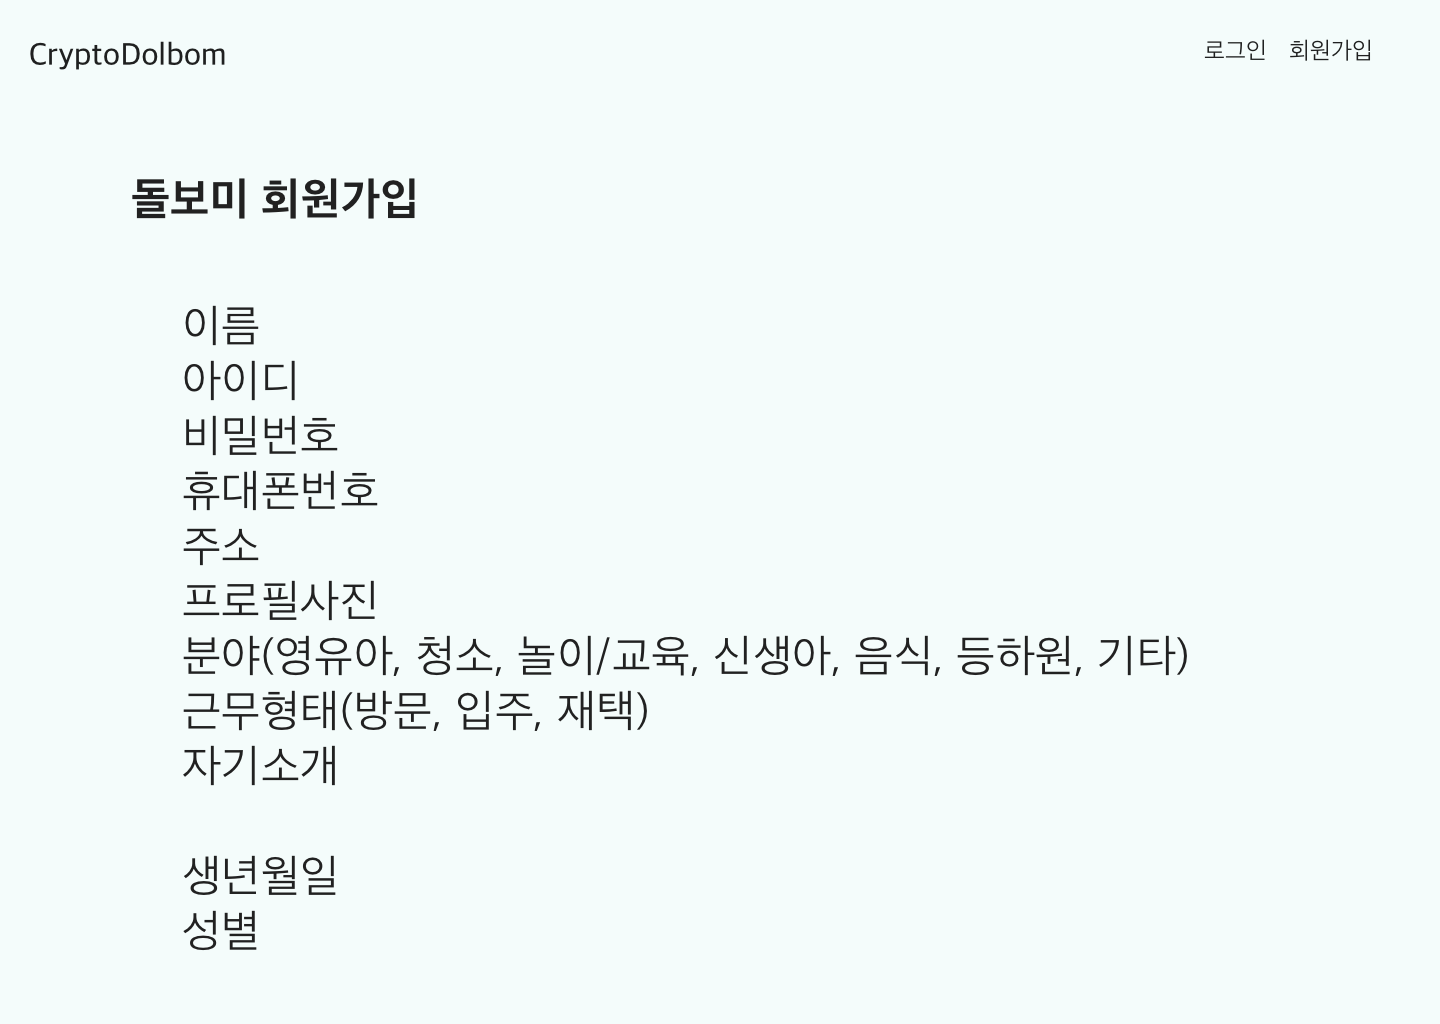 CryptoDolbom
로그인 회원가입
돌보미 회원가입
이름
아이디
비밀번호
휴대폰번호
주소
프로필사진
분야(영유아, 청소, 놀이/교육, 신생아, 음식, 등하원, 기타)
근무형태(방문, 입주, 재택)
자기소개
생년월일
성별